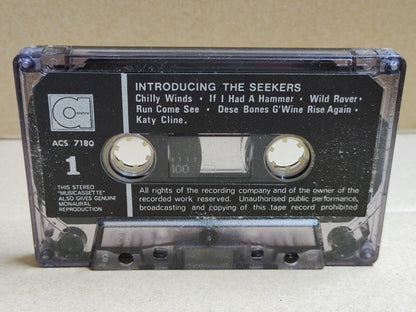 INTRODUCING THE SEEKERS
Chilly Winds • If I Had A Hammer • Wild Rover •
Run Come See • Dese Bones G'Wine Rise Again •
Katy Cline.
ACS 7180
1
100
THIS STEREO
"MUSICASSETTE"
ALSO GIVES GENUINE
MONAURAL
REPRODUCTION
All rights of the recording company and of the owner of the
recorded work reserved. Unauthorised public performance,
broadcasting and copying of this tape record prohibited